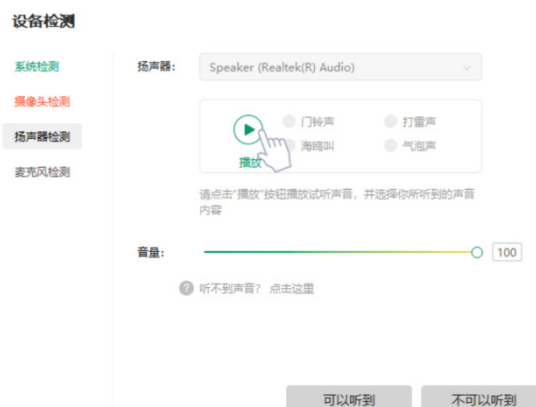 设备检测
系统检测
摄像头检测
扬声器检测
麦克风检测
扬声器:
Speaker (Realtek(R) Audio)
播放
门铃声
打雷声
海鸥叫
气泡声
请点击“播放”按钮播放试听声音，并选择你所听到的声音
内容
音量:
100
听不到声音？ 点击这里
可以听到
不可以听到